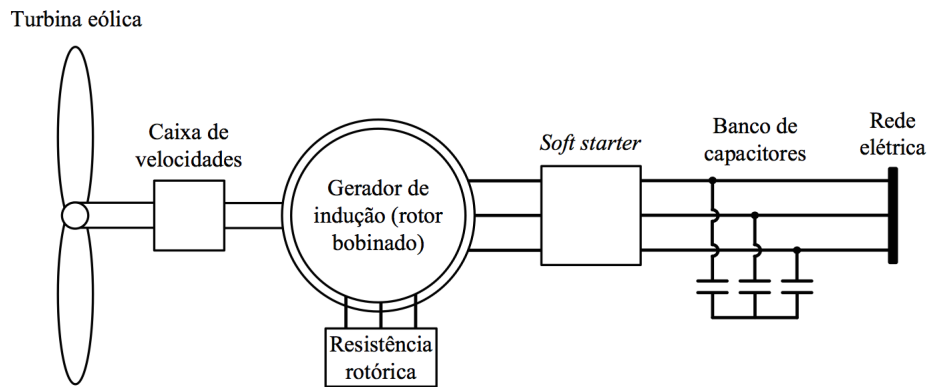 Turbina eólica
Caixa de
velocidades
Gerador de
indução (rotor
bobinado)
Resistência
rotórica
Soft starter
Banco de
capacitores
Rede
elétrica